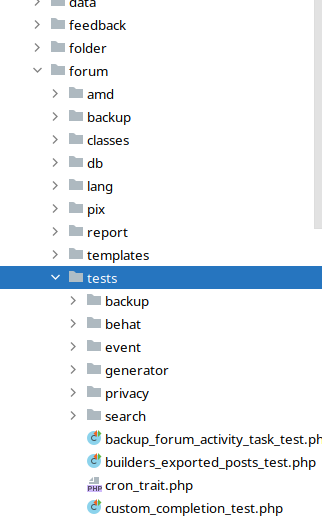 data
feedback
folder
forum
amd
backup
classes
db
lang
pix
report
templates
tests
backup
behat
event
generator
privacy
search
backup_forum_activity_task_test.ph
builders_exported_posts_test.php
cron_trait.php
custom_completion_test.php